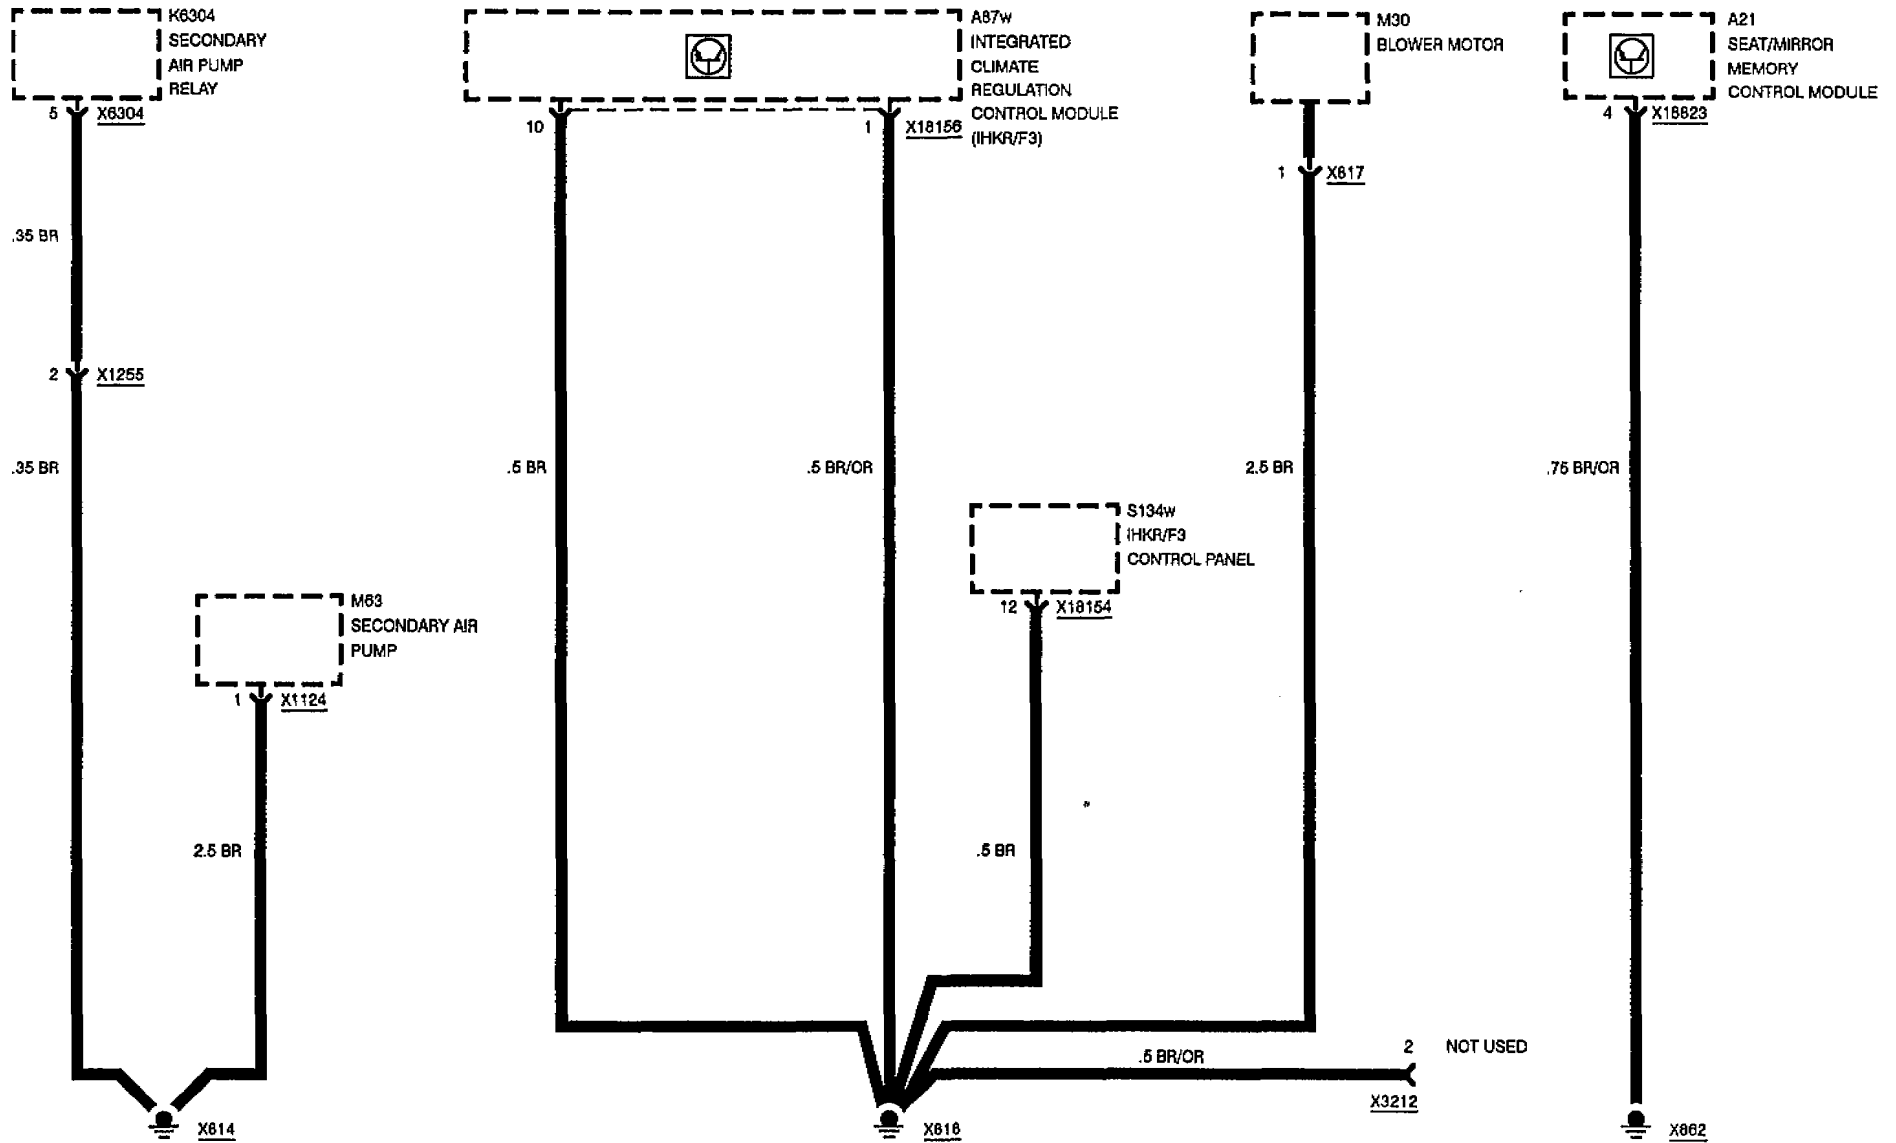 K6304
SECONDARY
AIR PUMP
RELAY
5
X6304
A87w
INTEGRATED
CLIMATE
REGULATION
CONTROL MODULE
(IHKR/F3)
10
1
X18156
M30
BLOWER MOTOR
1
X617
A21
SEAT/MIRROR
MEMORY
CONTROL MODULE
4
X18823
.35 BR
2
X1255
.35 BR
.5 BR
.5 BR/OR
2.5 BR
.75 BR/OR
S134w
IHKR/F3
CONTROL PANEL
12
X18154
M63
SECONDARY AIR
PUMP
1
X1124
2.5 BR
.5 BR
.5 BR/OR
2
NOT USED
X3212
X614
X616
X662